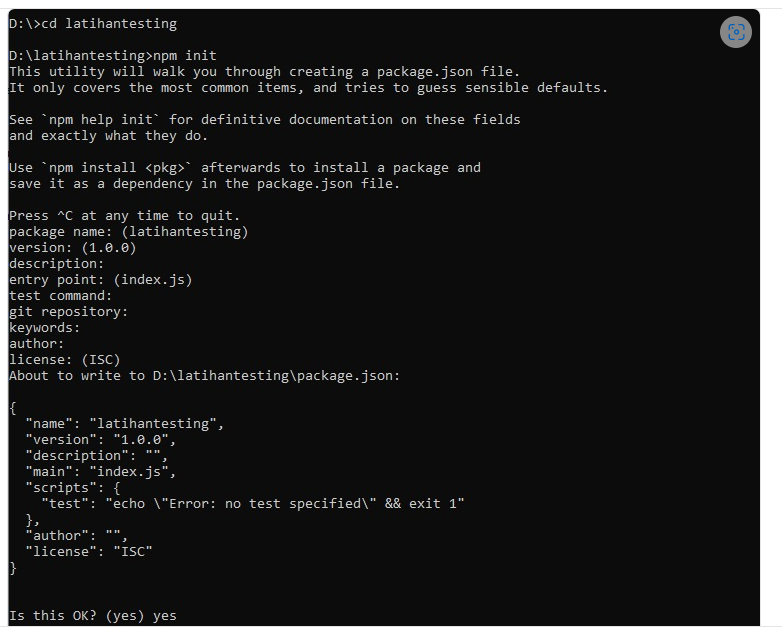 D:\>cd latihantesting
D:\latihantesting>npm init
This utility will walk you through creating a package.json file.
It only covers the most common items, and tries to guess sensible defaults.
See `npm help init` for definitive documentation on these fields
and exactly what they do.
Use `npm install <pkg>` afterwards to install a package and
save it as a dependency in the package.json file.
Press ^C at any time to quit.
package name: (latihantesting)
version: (1.0.0)
description:
entry point: (index.js)
test command:
git repository:
keywords:
author:
license: (ISC)
About to write to D:\latihantesting\package.json:
{
  "name": "latihantesting",
  "version": "1.0.0",
  "description": "",
  "main": "index.js",
  "scripts": {
    "test": "echo \"Error: no test specified\" && exit 1"
  },
  "author": "",
  "license": "ISC"
}
Is this OK? (yes) yes